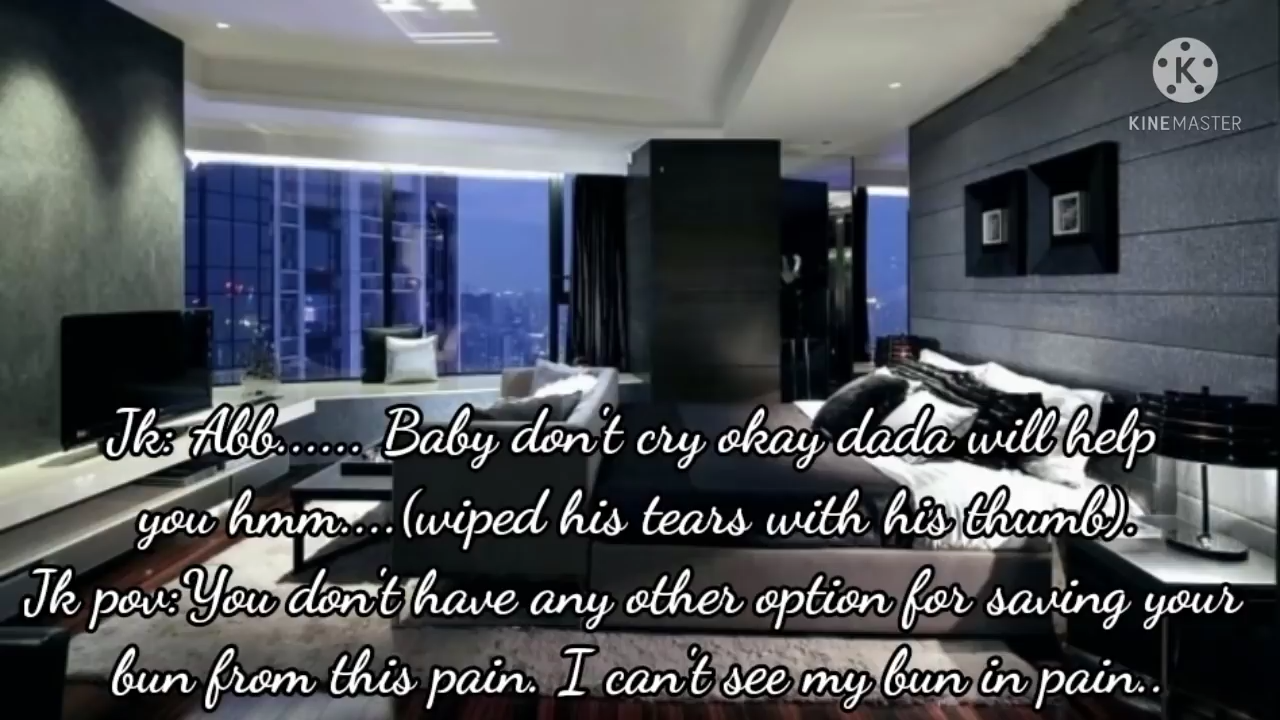 KINEMASTER
Jk: Abb...... Baby don't cry okay dada will help
you hmm....(wiped his tears with his thumb).
Jk pov:You don't have any other option for saving your
bun from this pain. I can't see my bun in pain..